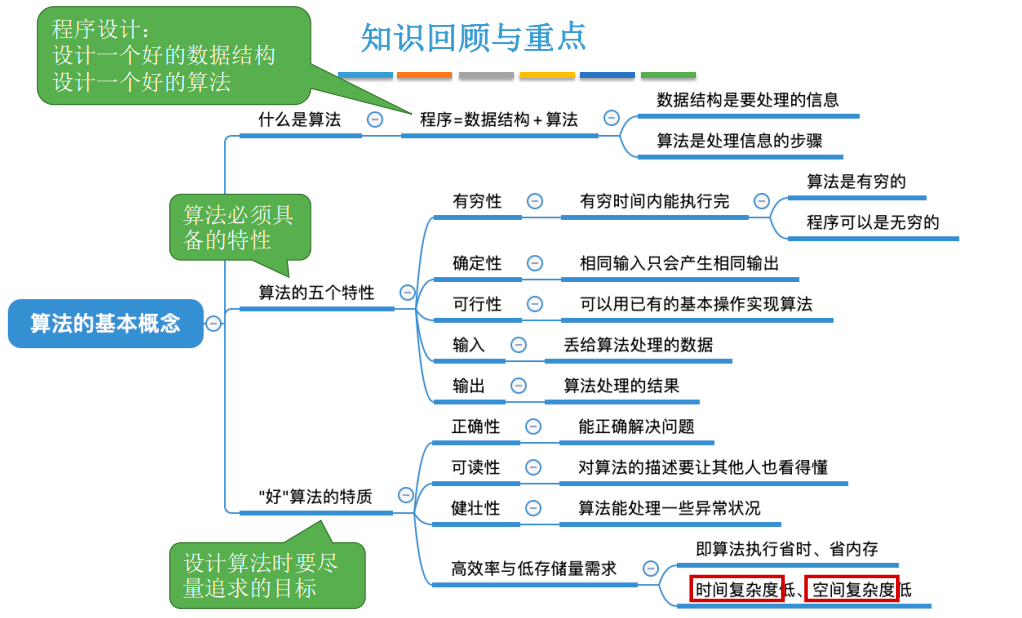 程序设计：
设计一个好的数据结构
设计一个好的算法
知识回顾与重点
什么是算法
程序=数据结构+算法
数据结构是要处理的信息
算法是处理信息的步骤
算法必须具
备的特性
算法的五个特性
有穷性
有穷时间内能执行完
算法是有穷的
程序可以是无穷的
确定性
相同输入只会产生相同输出
可行性
可以用已有的基本操作实现算法
输入
丢给算法处理的数据
输出
算法处理的结果
算法的基本概念
"好"算法的特质
正确性
能正确解决问题
可读性
对算法的描述要让其他人也看得懂
健壮性
算法能处理一些异常状况
高效率与低存储量需求
即算法执行省时、省内存
时间复杂度低、空间复杂度低
设计算法时要尽
量追求的目标